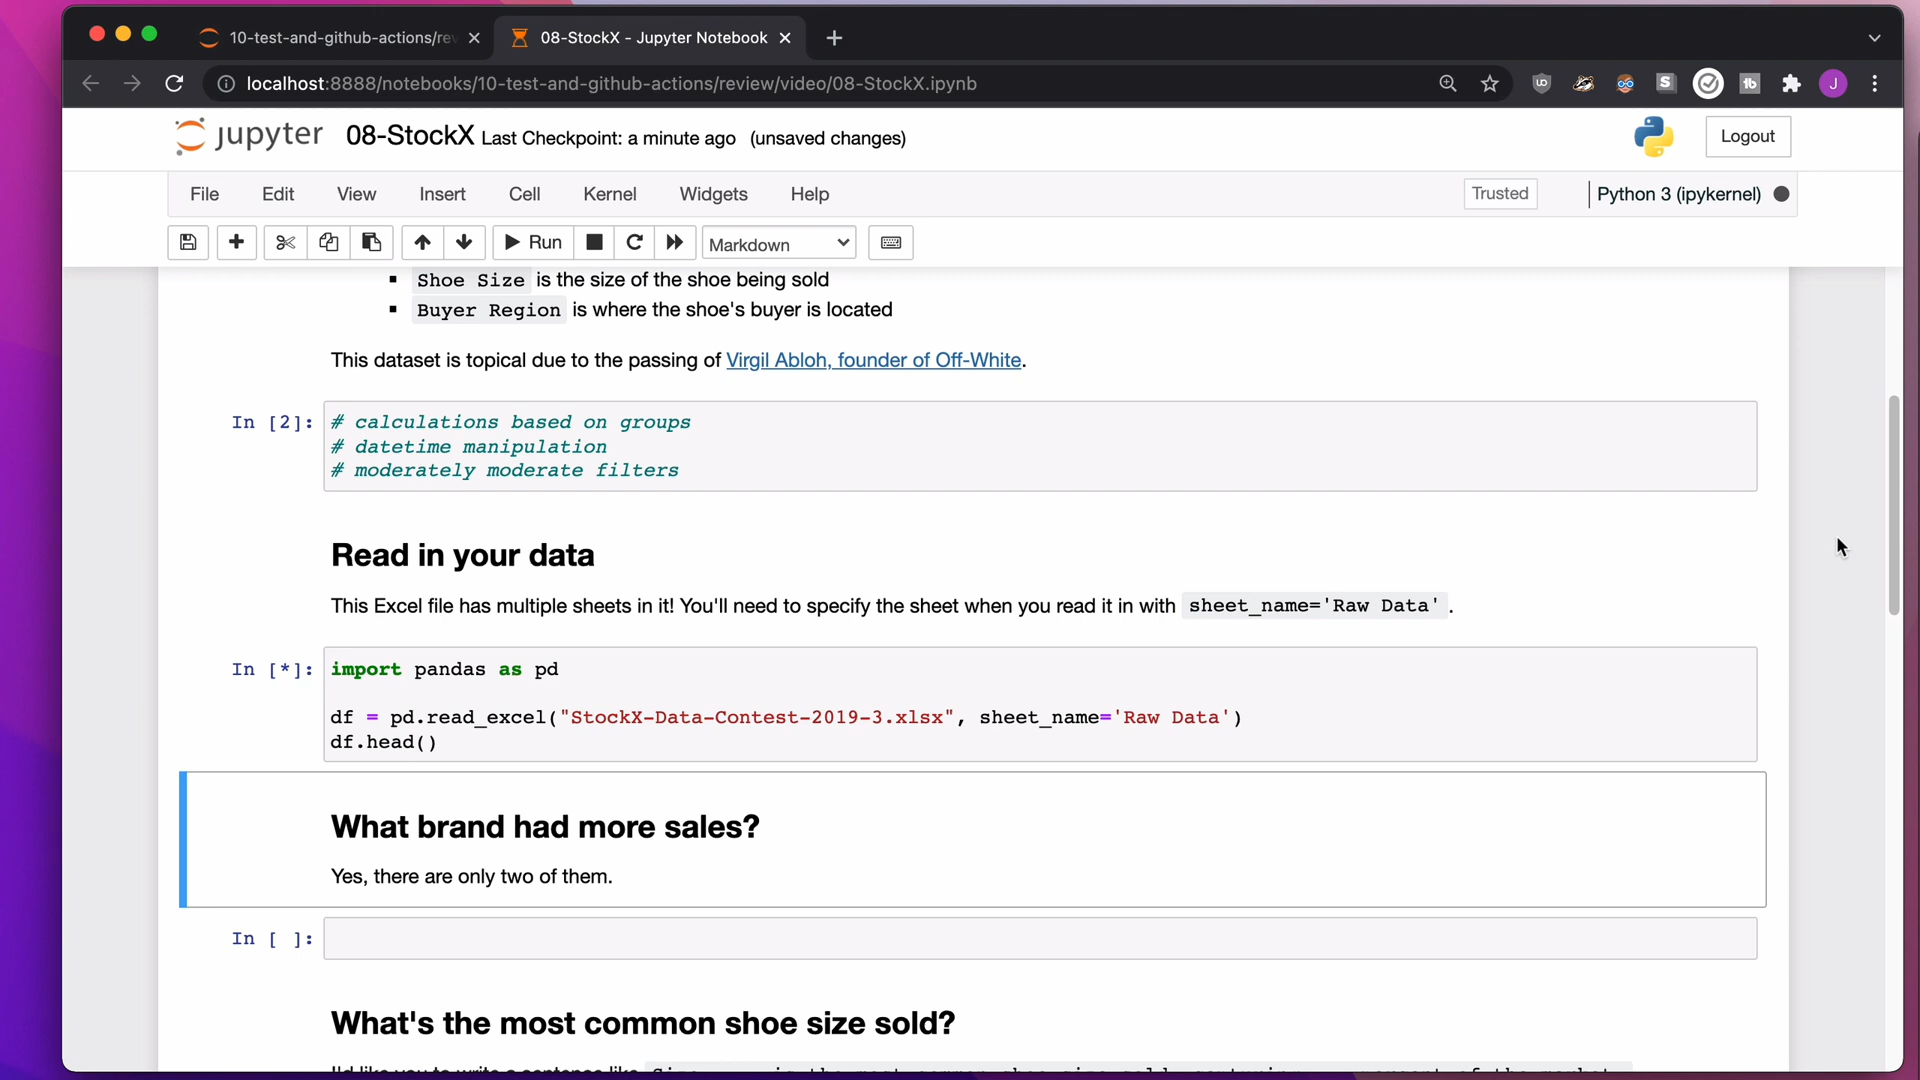 10-test-and-github-actions/re
08-StockX - Jupyter Notebook
localhost:8888/notebooks/10-test-and-github-actions/review/video/08-StockX.ipynb
J
jupyter 08-StockX Last Checkpoint: a minute ago (unsaved changes)
Logout
File Edit View Insert Cell Kernel Widgets Help
Trusted
Python 3 (ipykernel)
Run
Markdown
Shoe Size is the size of the shoe being sold
Buyer Region is where the shoe's buyer is located
This dataset is topical due to the passing of Virgil Abloh, founder of Off-White.
In [2]: # calculations based on groups
# datetime manipulation
# moderately moderate filters
Read in your data
This Excel file has multiple sheets in it! You'll need to specify the sheet when you read it in with sheet_name='Raw Data' .
In [*]: import pandas as pd
df = pd.read_excel("StockX-Data-Contest-2019-3.xlsx", sheet_name='Raw Data')
df.head()
What brand had more sales?
Yes, there are only two of them.
In [ ]:
What's the most common shoe size sold?
I'd like you to write a sentence like